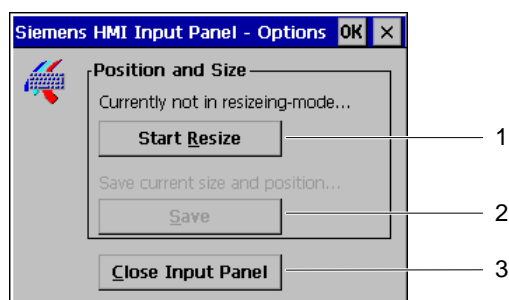 Siemens HMI Input Panel - Options OK ×
Position and Size
Currently not in resizeing-mode...
Start Resize
1
Save current size and position...
Save
2
Close Input Panel
3